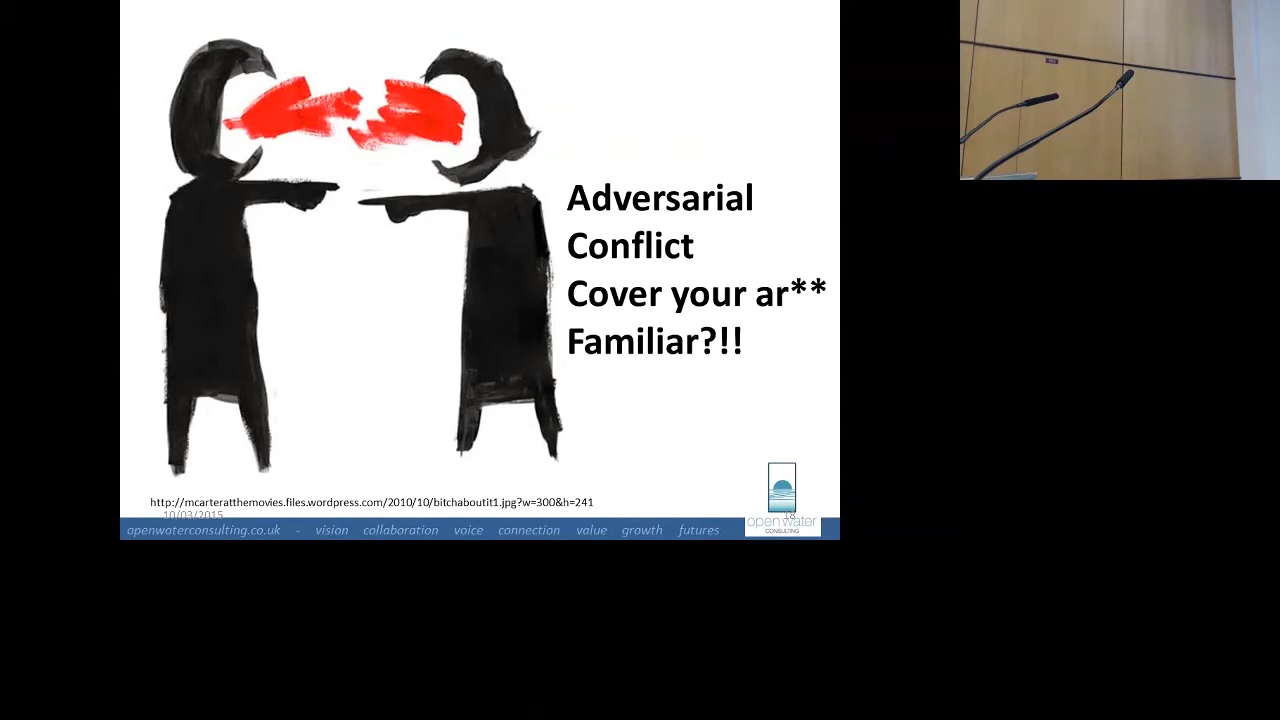 Adversarial
Conflict
Cover your ar**
Familiar?!!
http://mcarteratthemovies.files.wordpress.com/2010/10/bitchaboutit1.jpg?w=300&h=241
10/03/2015
18
openwaterconsulting.co.uk - vision collaboration voice connection value growth futures
open water
CONSULTING